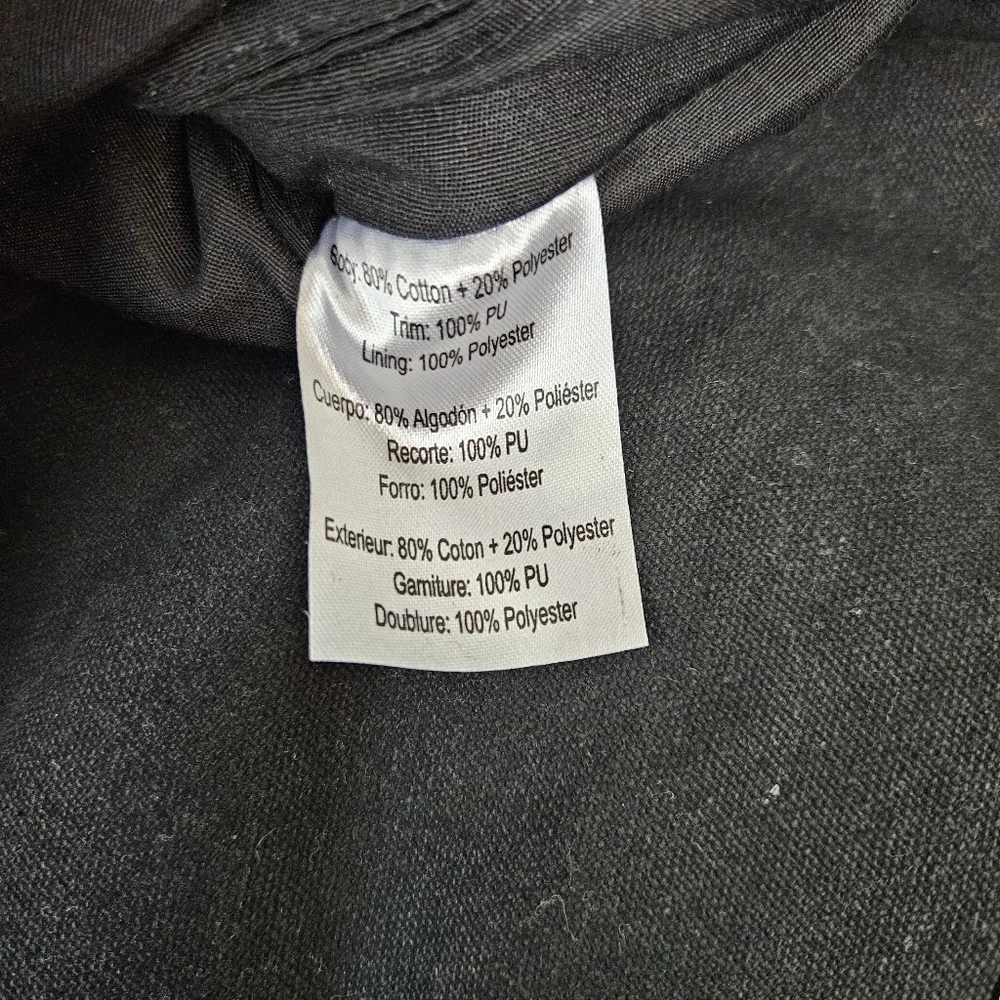 Body: 80% Cotton + 20% Polyester
Trim: 100% PU
Lining: 100% Polyester
Cuerpo: 80% Algodón + 20% Poliéster
Recorte: 100% PU
Forro: 100% Poliéster
Exterieur: 80% Coton + 20% Polyester
Garniture: 100% PU
Doublure: 100% Polyester